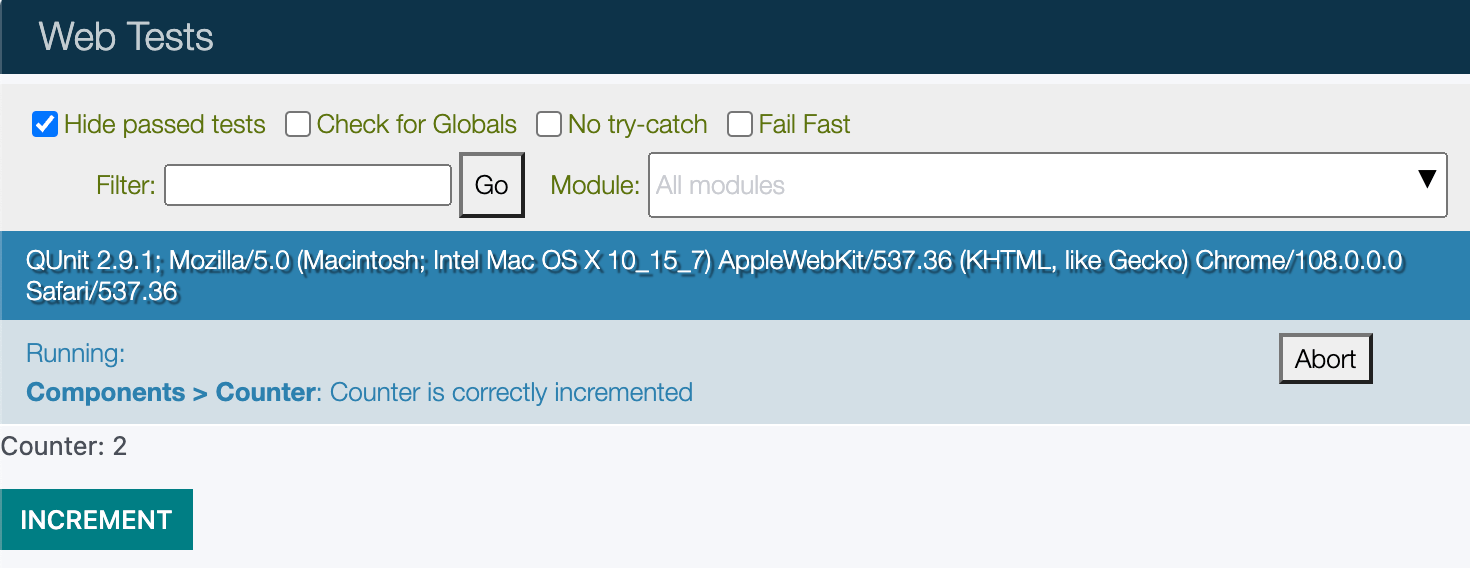 Web Tests
Hide passed tests Check for Globals No try-catch Fail Fast
Filter: Go Module: All modules
QUnit 2.9.1; Mozilla/5.0 (Macintosh; Intel Mac OS X 10_15_7) AppleWebKit/537.36 (KHTML, like Gecko) Chrome/108.0.0.0
Safari/537.36
Running:
Abort
Components > Counter: Counter is correctly incremented
Counter: 2
INCREMENT